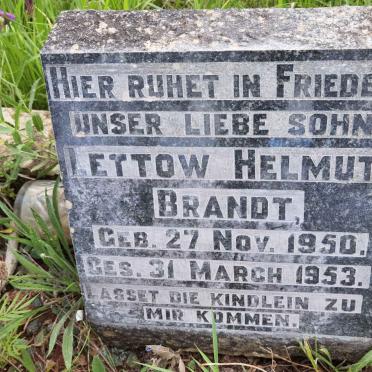 HIER RUHET IN FRIEDE
UNSER LIEBE SOHN
LETTOW HELMUT
BRANDT,
GEB. 27 NOV. 1950.
GES. 31 MARCH 1953.
LASSET DIE KINDLEIN ZU
MIR KOMMEN.